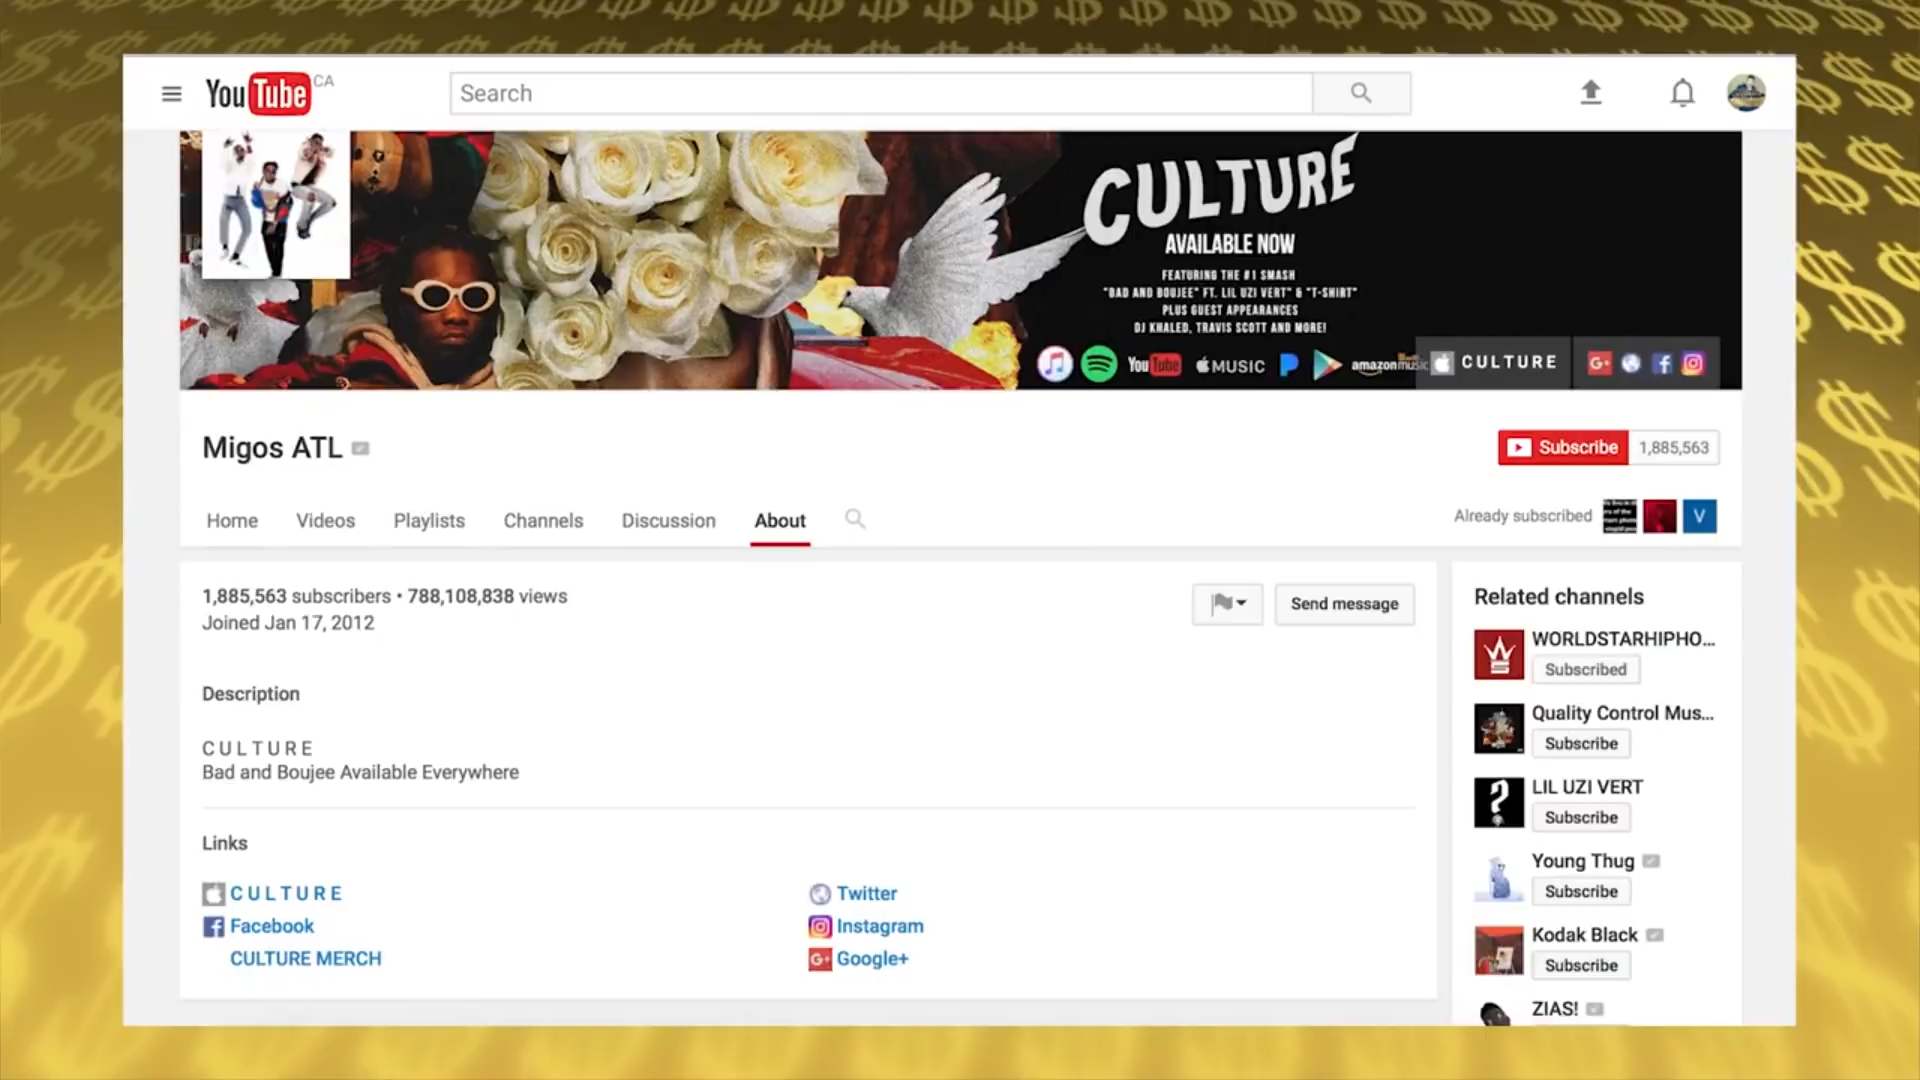 YouTube CA
Search
CULTURE
AVAILABLE NOW
FEATURING THE #1 SMASH
"BAD AND BOUJEE" FT. LIL UZI VERT" & "T-SHIRT"
PLUS GUEST APPEARANCES
DJ KHALED, TRAVIS SCOTT AND MORE!
YouTube MUSIC amazonmusic
CULTURE
Migos ATL
Subscribe 1,885,563
Home Videos Playlists Channels Discussion About
Already subscribed V
1,885,563 subscribers • 788,108,838 views
Joined Jan 17, 2012
Send message
Description
C U L T U R E
Bad and Boujee Available Everywhere
Links
C U L T U R E
Twitter
Facebook
Instagram
CULTURE MERCH
Google+
Related channels
WORLDSTARHIPHO...
Subscribed
Quality Control Mus...
Subscribe
LIL UZI VERT
Subscribe
Young Thug
Subscribe
Kodak Black
Subscribe
ZIAS!